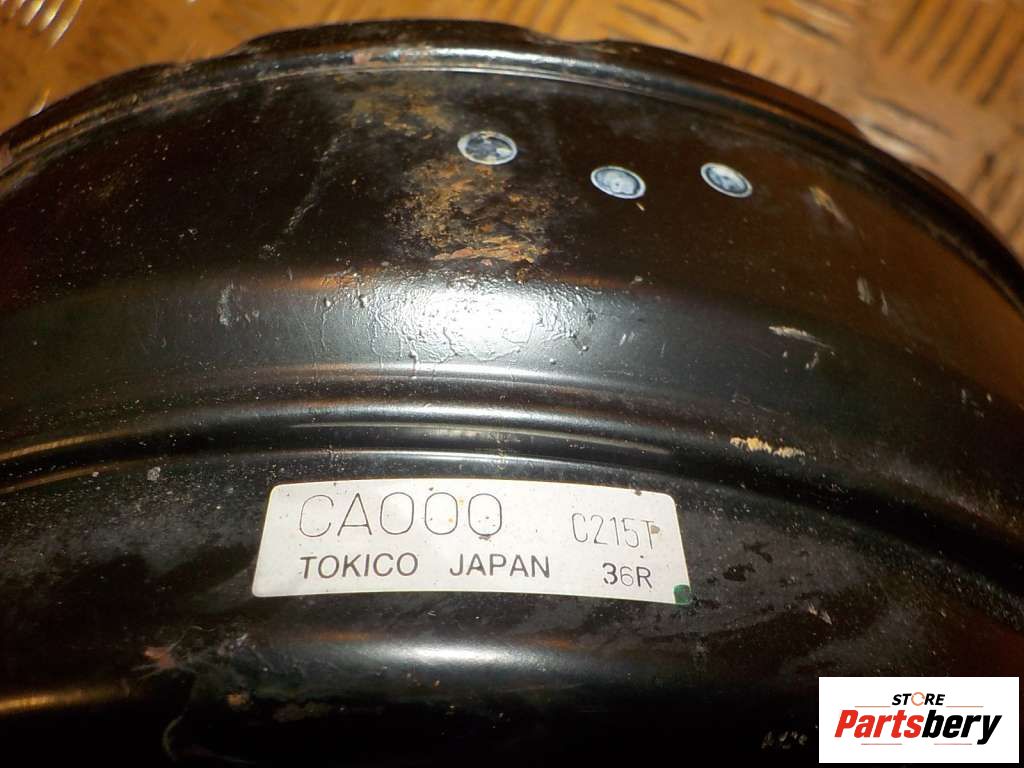 CA000 C215T
TOKICO JAPAN 36R
STORE
Partsbery